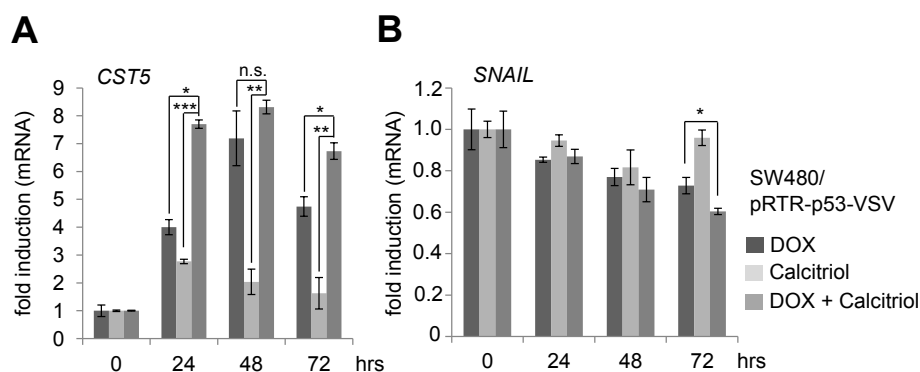 A
B
CST5
SNAIL
fold induction (mRNA)
9
8
7
6
5
4
3
2
1
0
*
***
n.s.
**
*
**
0 24 48 72 hrs
fold induction (mRNA)
1.2
1.0
0.8
0.6
0.4
0.2
0
*
0 24 48 72 hrs
SW480/
pRTR-p53-VSV
DOX
Calcitriol
DOX + Calcitriol